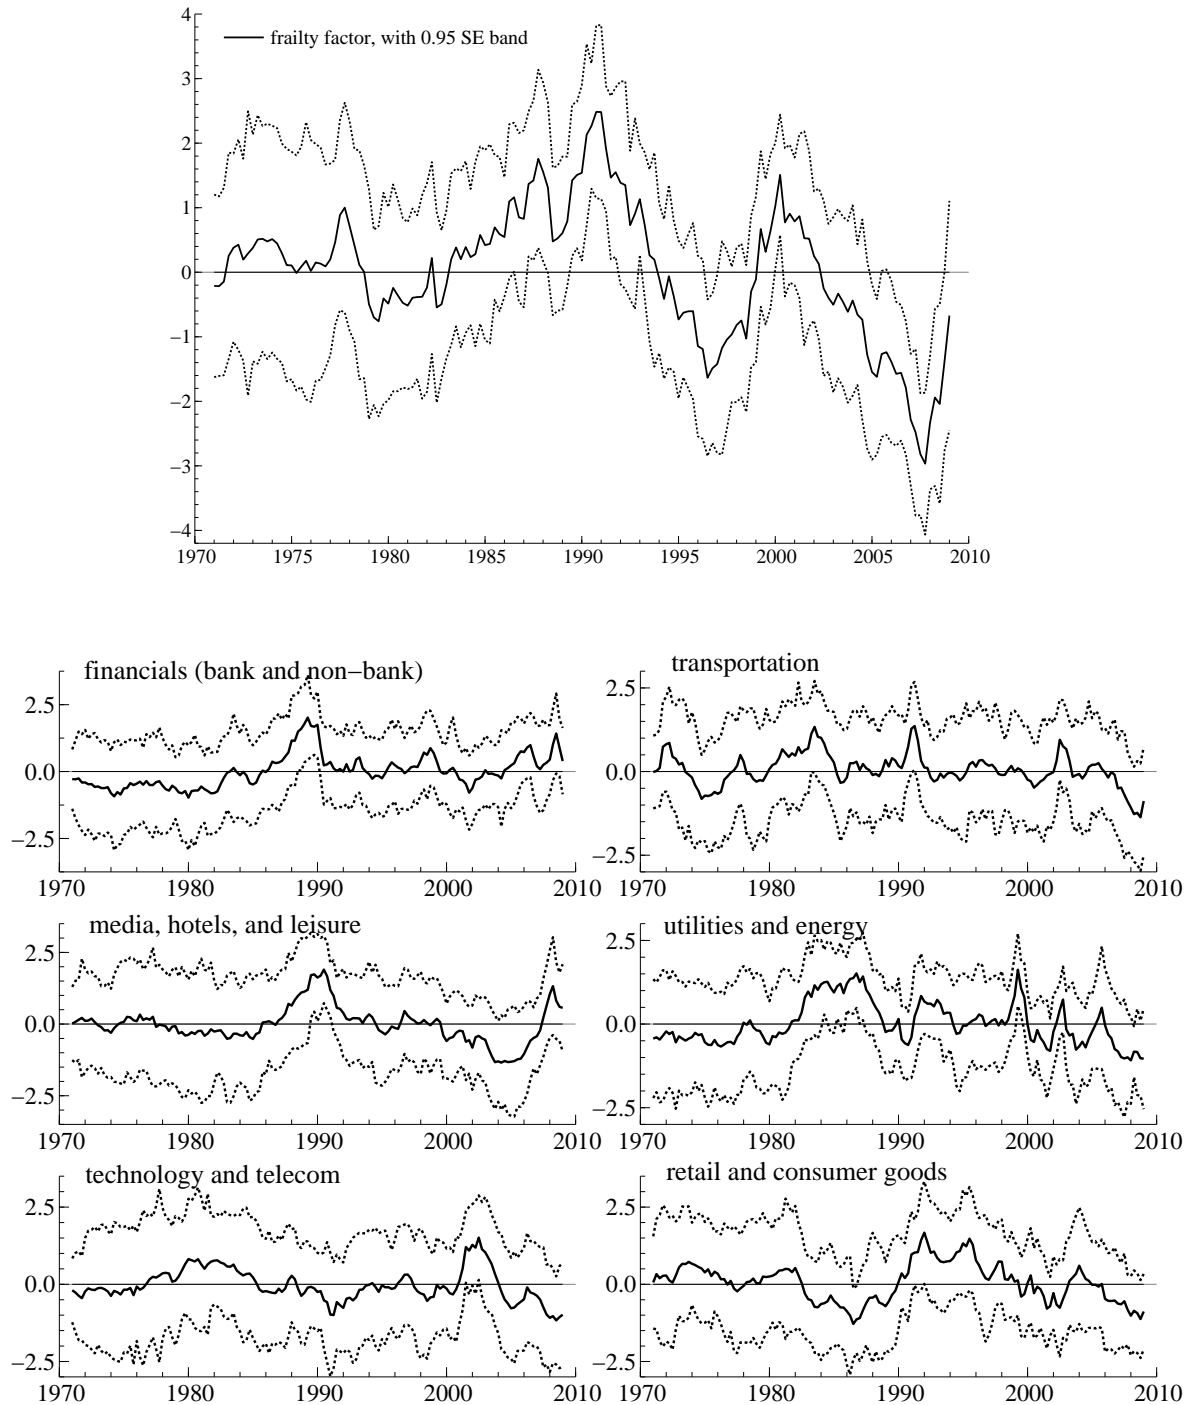 4
frailty factor, with 0.95 SE band
3
2
1
0
−1
−2
−3
−4
1970 1975 1980 1985 1990 1995 2000 2005 2010
financials (bank and non−bank)
2.5
0.0
−2.5
1970 1980 1990 2000 2010
transportation
2.5
0.0
−2.5
1970 1980 1990 2000 2010
media, hotels, and leisure
2.5
0.0
−2.5
1970 1980 1990 2000 2010
utilities and energy
2.5
0.0
−2.5
1970 1980 1990 2000 2010
technology and telecom
2.5
0.0
−2.5
1970 1980 1990 2000 2010
retail and consumer goods
2.5
0.0
−2.5
1970 1980 1990 2000 2010